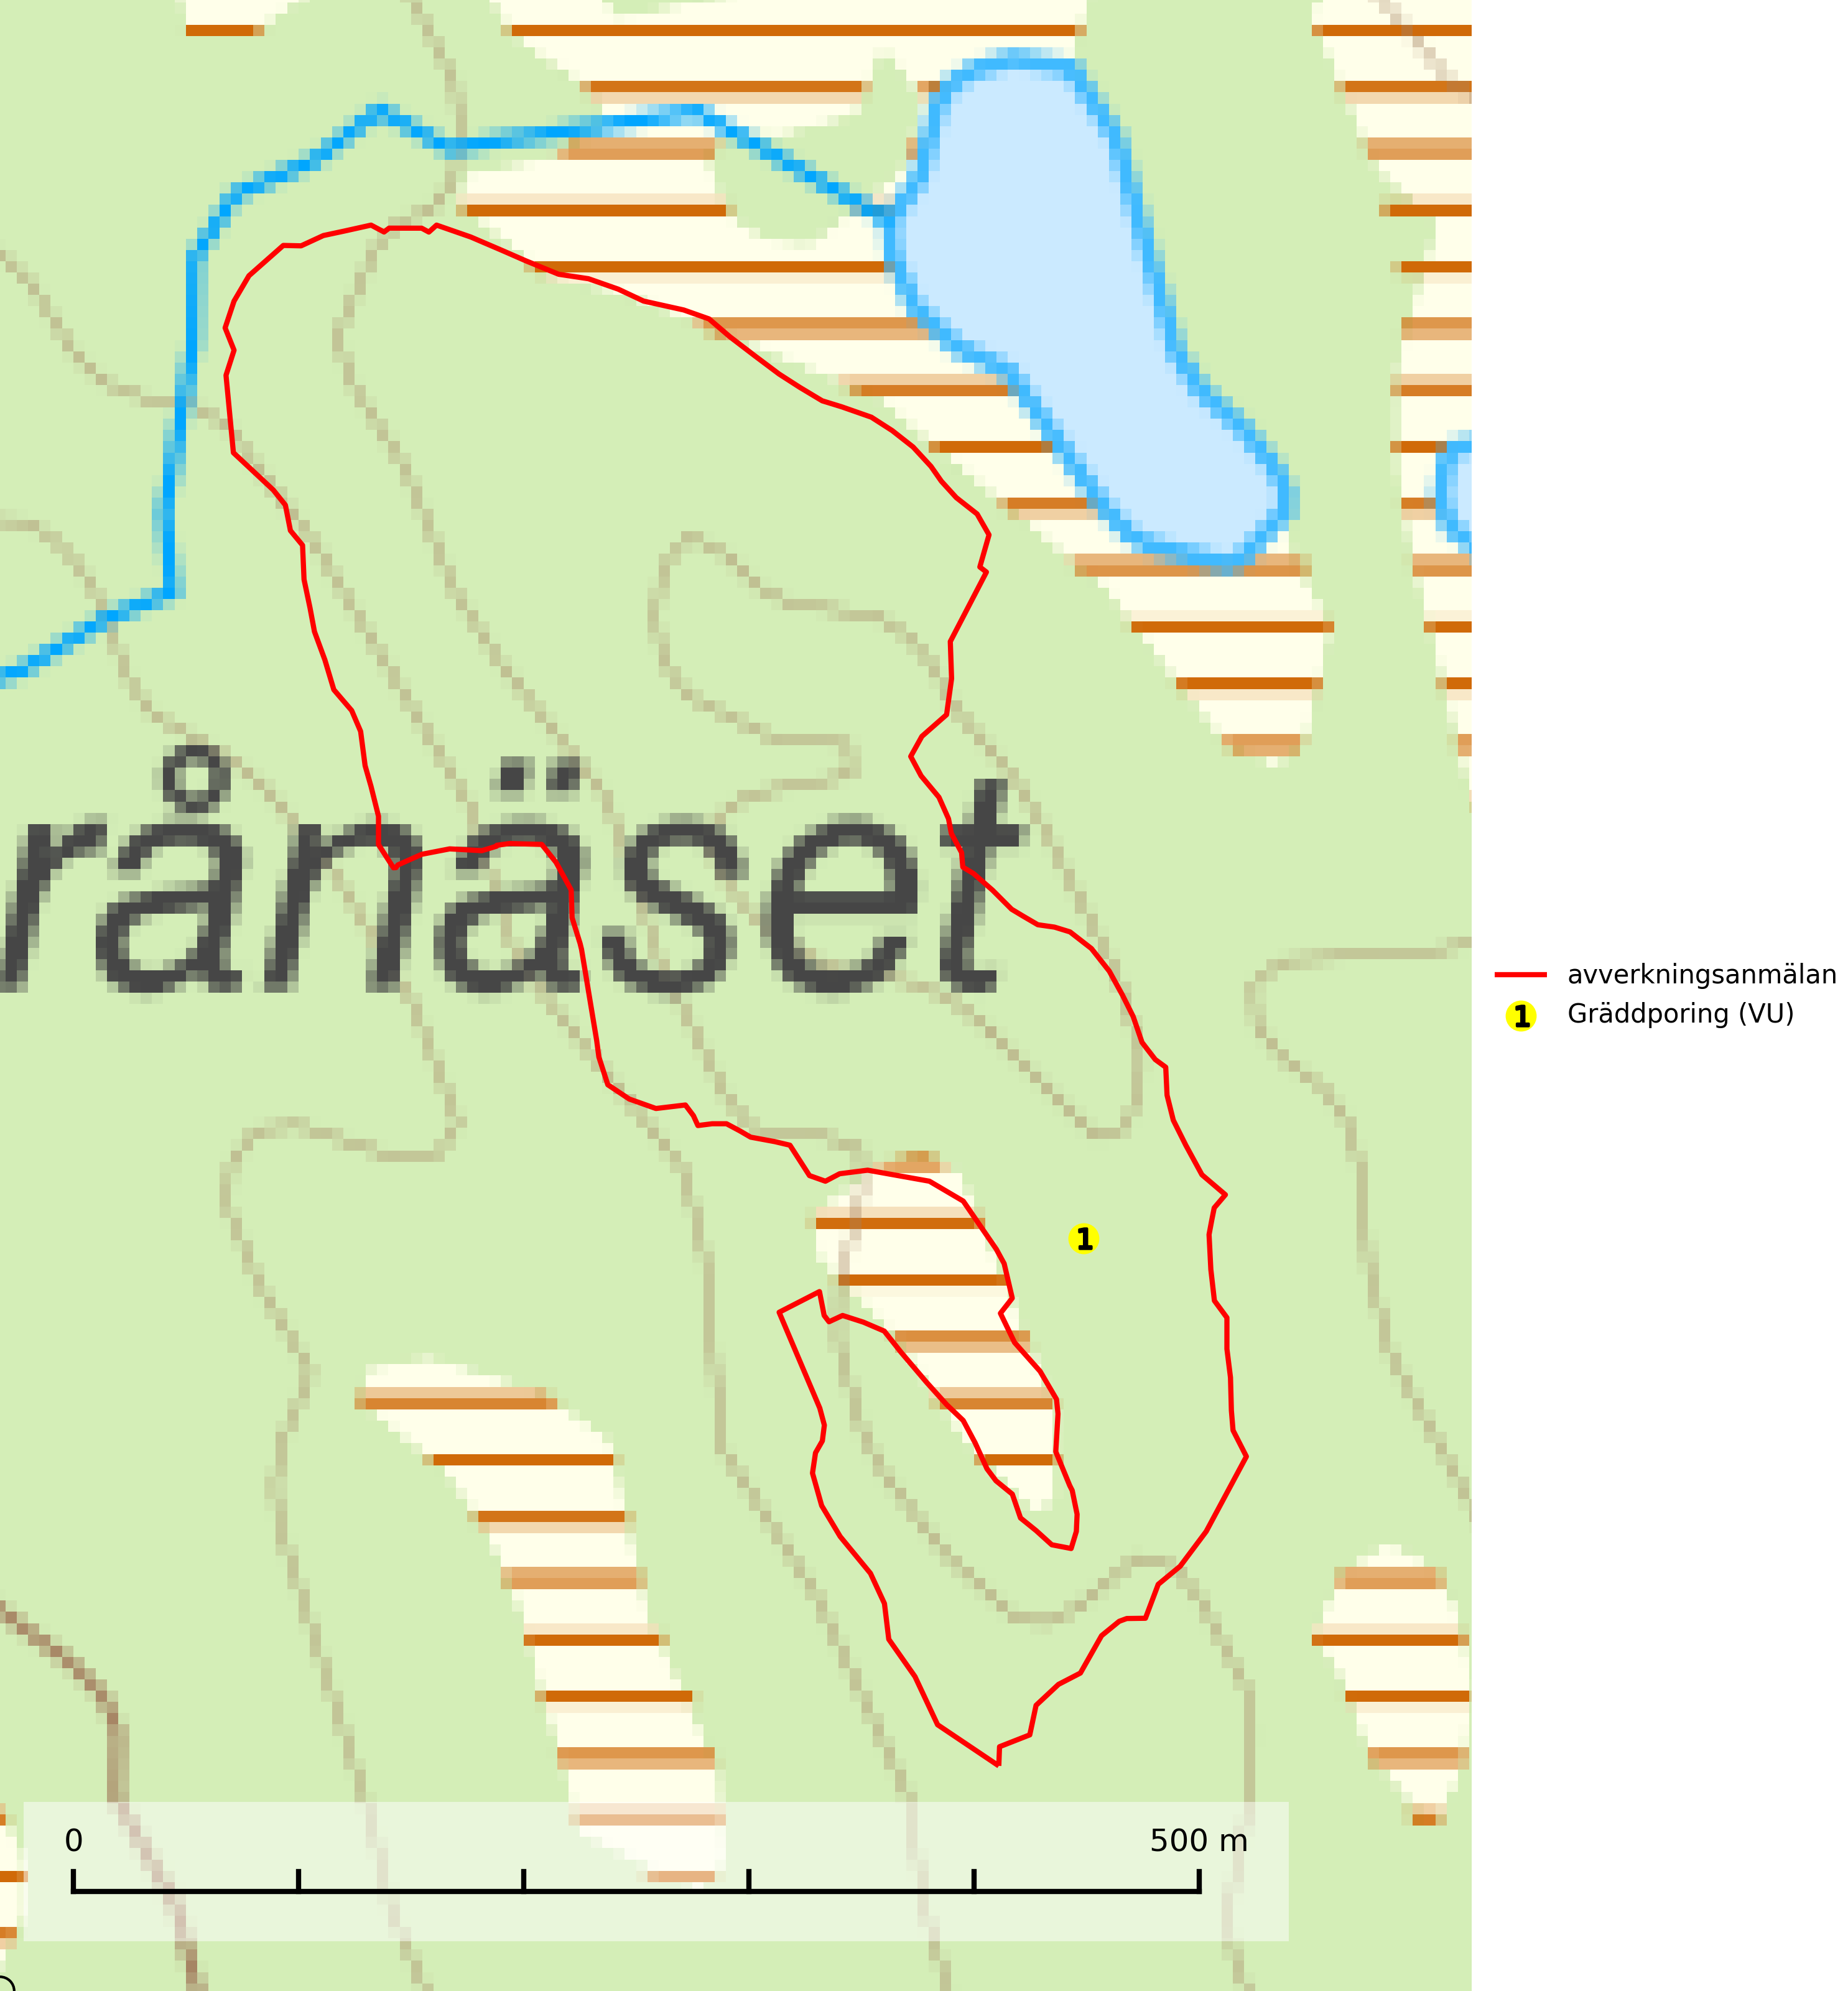 rånäset
avverkningsanmälan
1 Gräddporing (VU)
1
0 500 m